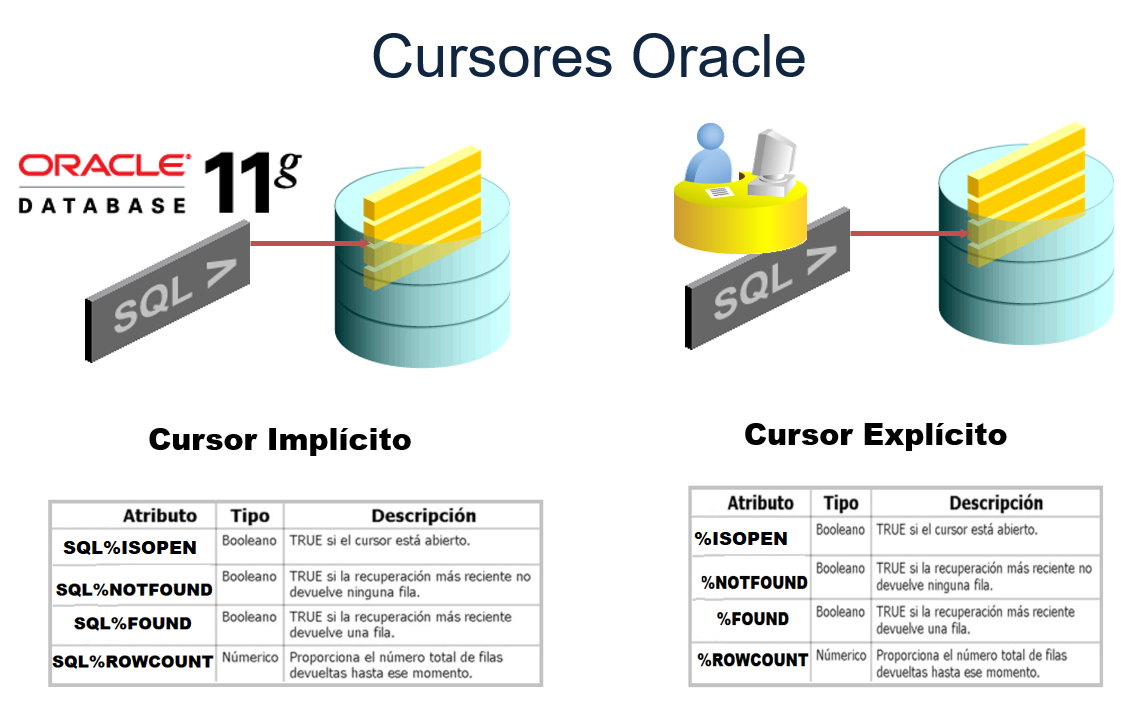 Cursores Oracle
ORACLE®
DATABASE
11g
SQL >
SQL >
Cursor Implícito
Cursor Explícito
Atributo Tipo Descripción
SQL%ISOPEN Booleano TRUE si el cursor está abierto.
SQL%NOTFOUND Booleano TRUE si la recuperación más reciente no
devuelve ninguna fila.
SQL%FOUND Booleano TRUE si la recuperación más reciente
devuelve una fila.
SQL%ROWCOUNT Númerico Proporciona el número total de filas
devueltas hasta ese momento.
Atributo Tipo Descripción
%ISOPEN Booleano TRUE si el cursor está abierto.
%NOTFOUND Booleano TRUE si la recuperación más reciente no
devuelve ninguna fila.
%FOUND Booleano TRUE si la recuperación más reciente
devuelve una fila.
%ROWCOUNT Númerico Proporciona el número total de filas
devueltas hasta ese momento.